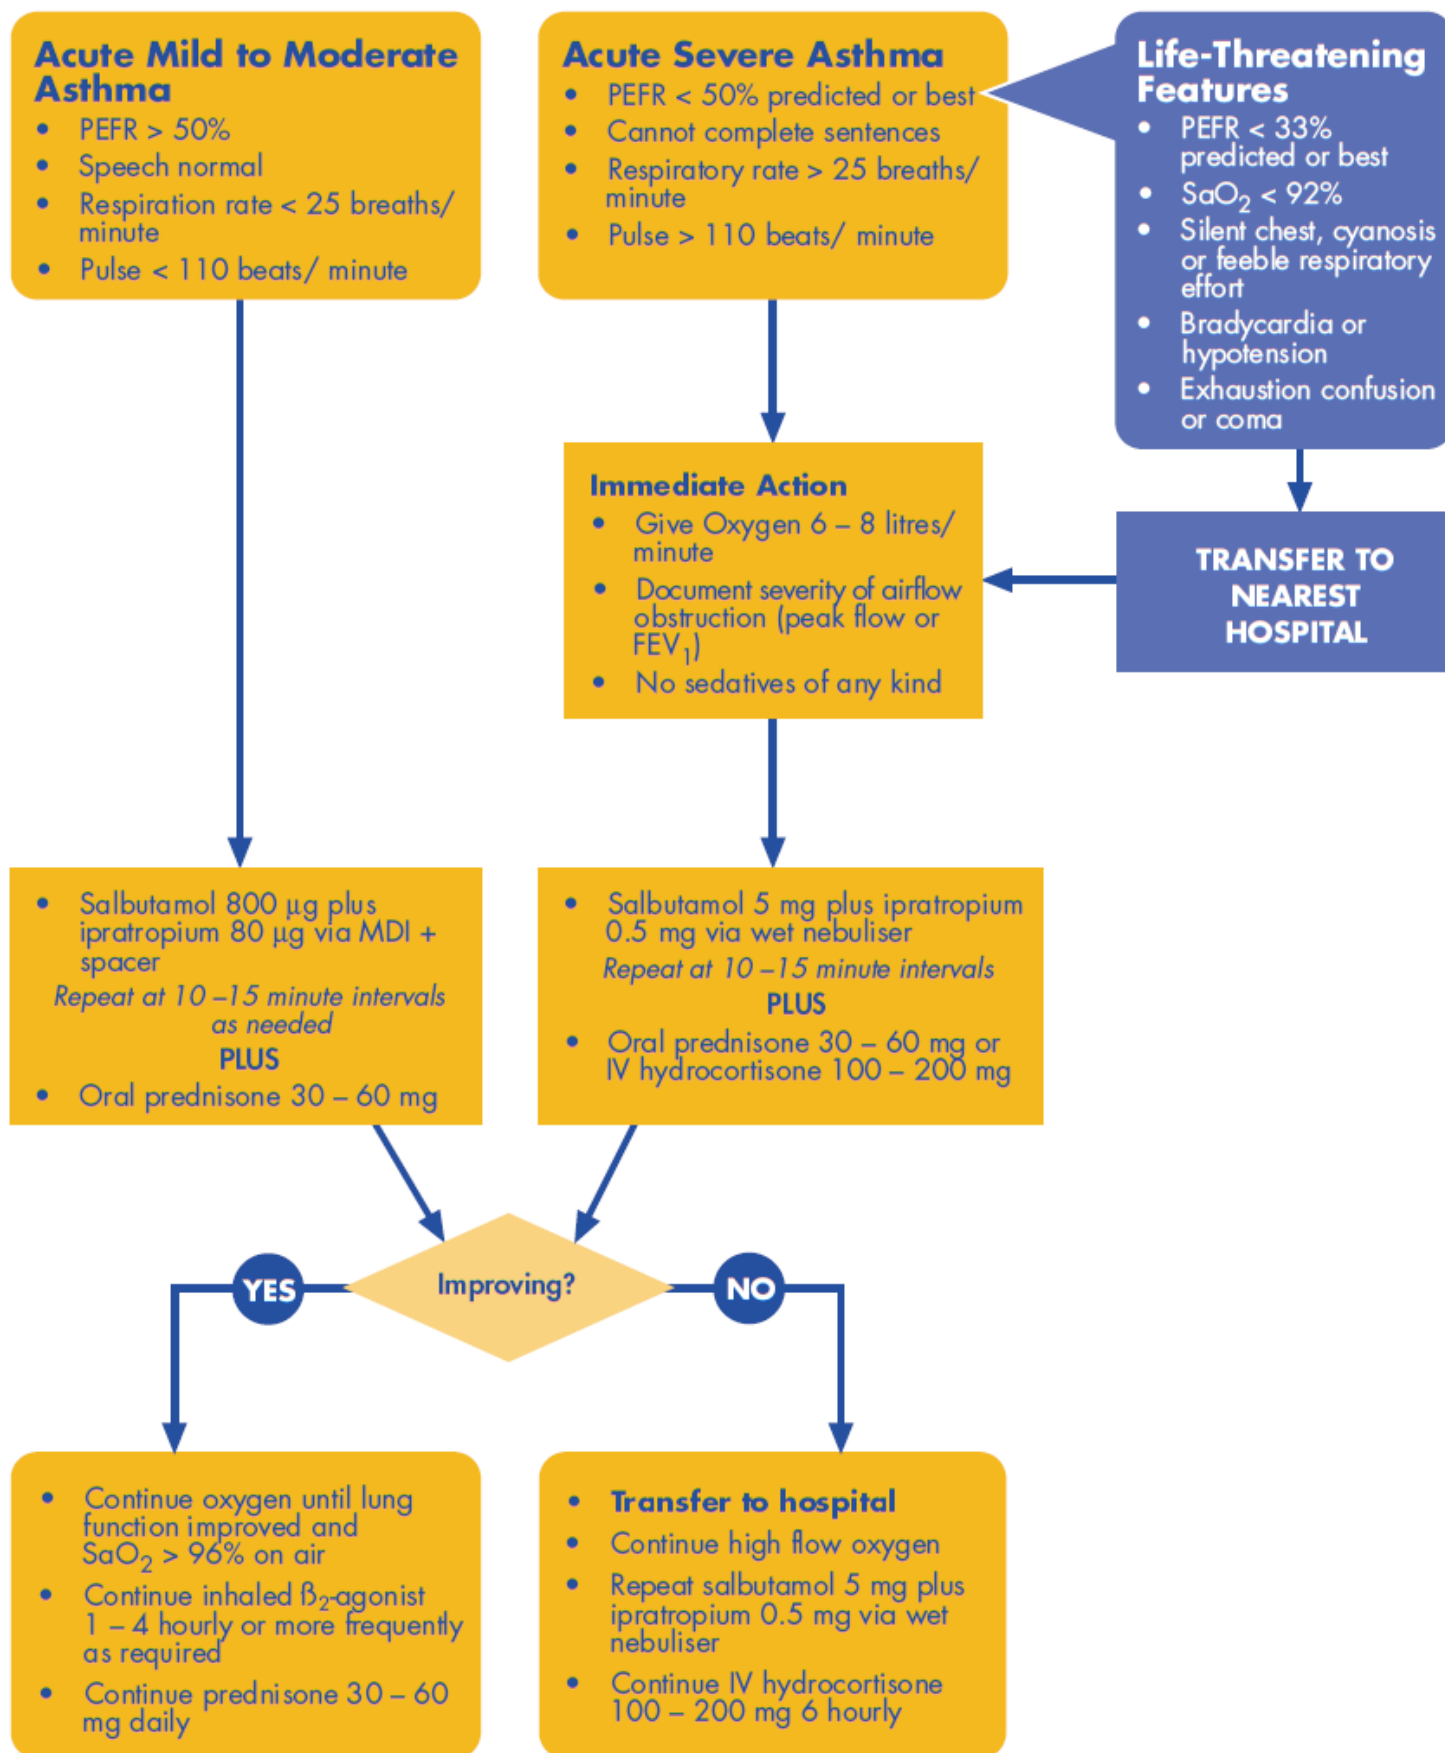 Acute Mild to Moderate
Asthma
• PEFR > 50%
• Speech normal
• Respiration rate < 25 breaths/
minute
• Pulse < 110 beats/ minute
Acute Severe Asthma
• PEFR < 50% predicted or best
• Cannot complete sentences
• Respiratory rate > 25 breaths/
minute
• Pulse > 110 beats/ minute
Life-Threatening
Features
• PEFR < 33%
predicted or best
• SaO₂ < 92%
• Silent chest, cyanosis
or feeble respiratory
effort
• Bradycardia or
hypotension
• Exhaustion confusion
or coma
Immediate Action
• Give Oxygen 6 – 8 litres/
minute
• Document severity of airflow
obstruction (peak flow or
FEV₁)
• No sedatives of any kind
TRANSFER TO
NEAREST
HOSPITAL
• Salbutamol 800 µg plus
ipratropium 80 µg via MDI +
spacer
Repeat at 10 –15 minute intervals
as needed
PLUS
• Oral prednisone 30 – 60 mg
• Salbutamol 5 mg plus ipratropium
0.5 mg via wet nebuliser
Repeat at 10 –15 minute intervals
PLUS
• Oral prednisone 30 – 60 mg or
IV hydrocortisone 100 – 200 mg
Improving?
YES
NO
• Continue oxygen until lung
function improved and
SaO₂ > 96% on air
• Continue inhaled ß₂-agonist
1 – 4 hourly or more frequently
as required
• Continue prednisone 30 – 60
mg daily
• Transfer to hospital
• Continue high flow oxygen
• Repeat salbutamol 5 mg plus
ipratropium 0.5 mg via wet
nebuliser
• Continue IV hydrocortisone
100 – 200 mg 6 hourly